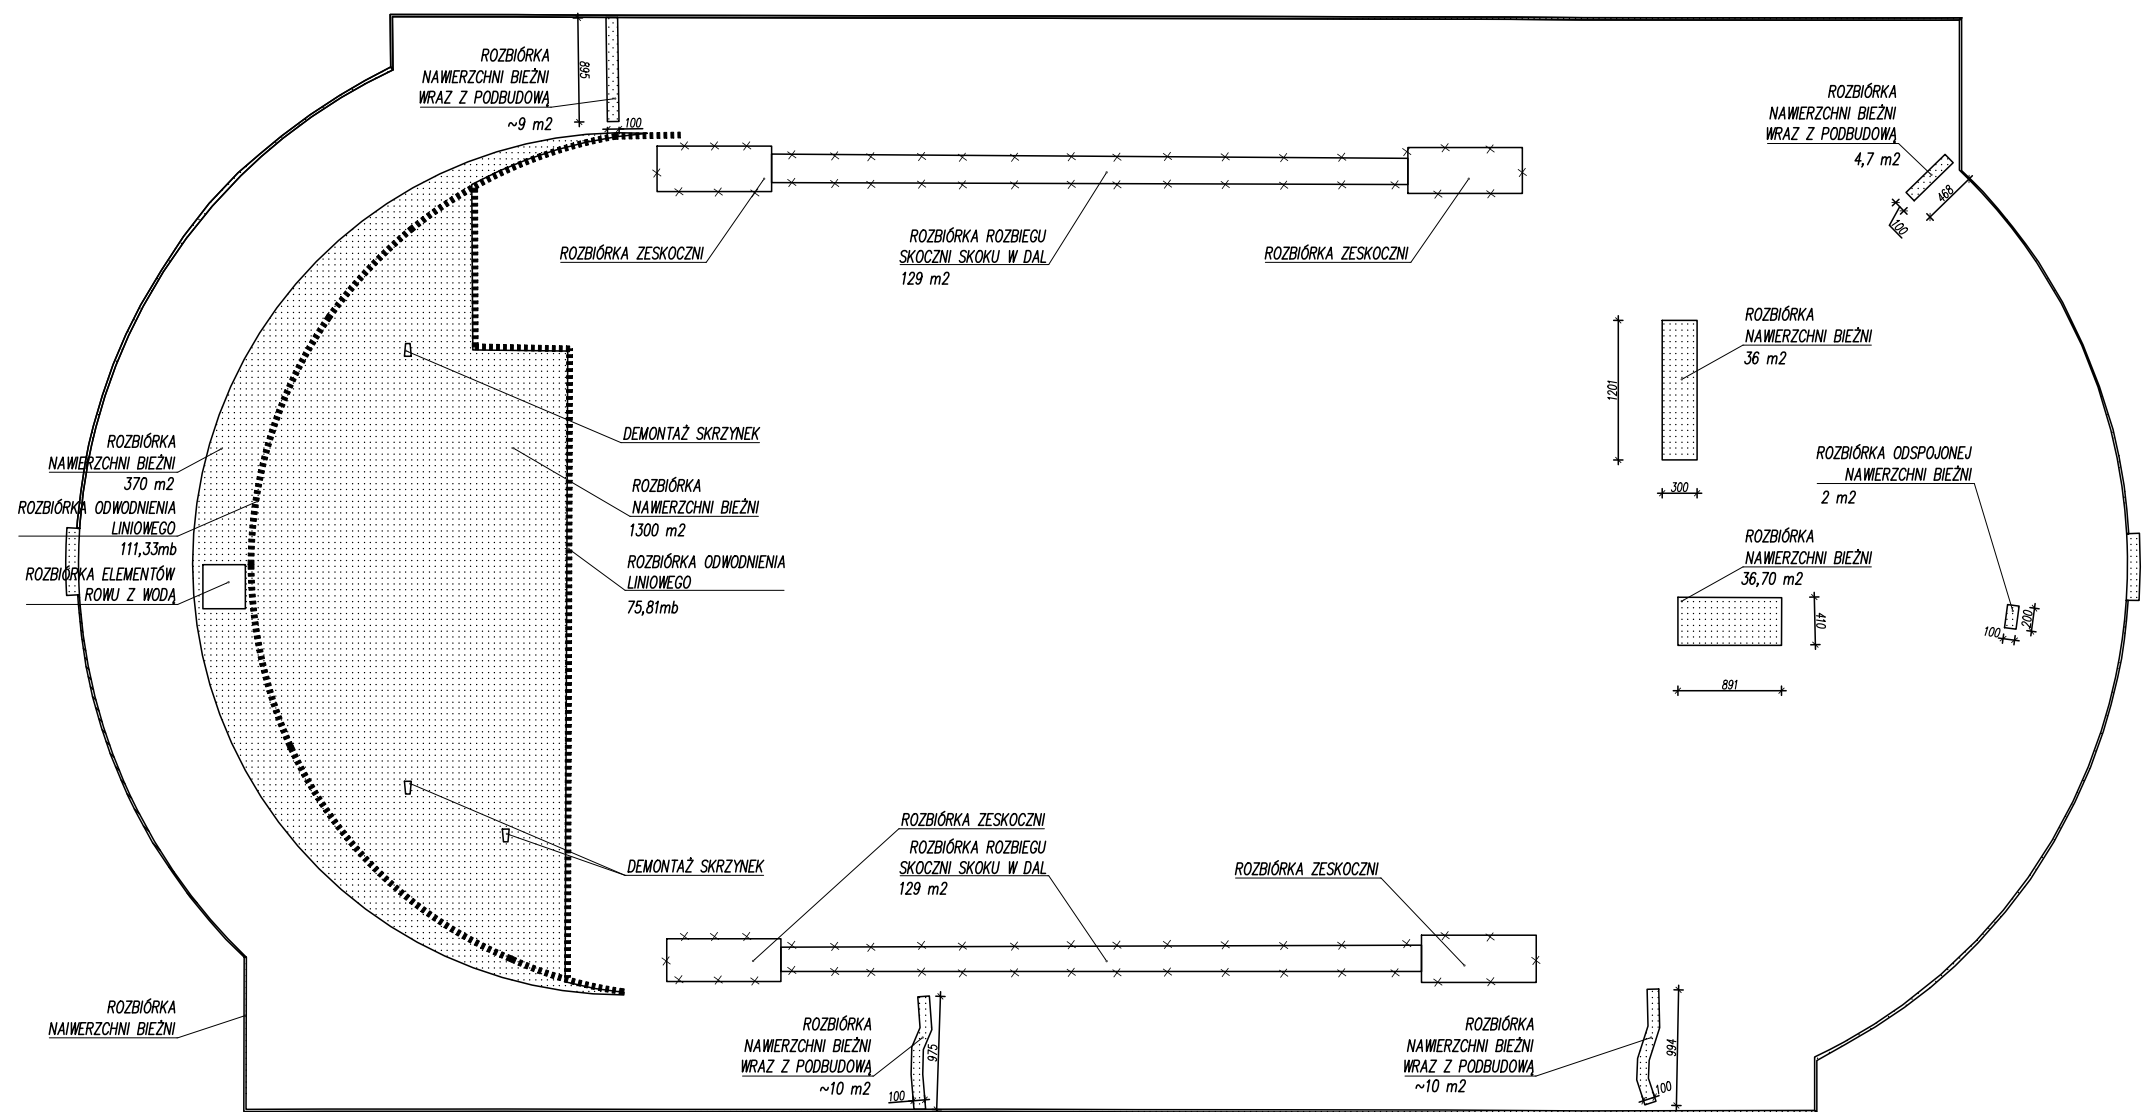 ROZBIÓRKA
NAWIERZCHNI BIEŻNI
WRAZ Z PODBUDOWĄ
~9 m2
895
100
ROZBIÓRKA
NAWIERZCHNI BIEŻNI
WRAZ Z PODBUDOWĄ
4,7 m2
468
100
ROZBIÓRKA ZESKOCZNI
ROZBIÓRKA ROZBIEGU
SKOCZNI SKOKU W DAL
129 m2
ROZBIÓRKA ZESKOCZNI
ROZBIÓRKA
NAWIERZCHNI BIEŻNI
36 m2
1201
300
DEMONTAŻ SKRZYNEK
ROZBIÓRKA
NAWIERZCHNI BIEŻNI
370 m2
ROZBIÓRKA ODWODNIENIA
LINIOWEGO
111,33mb
ROZBIÓRKA ELEMENTÓW
ROWU Z WODĄ
ROZBIÓRKA
NAWIERZCHNI BIEŻNI
1300 m2
ROZBIÓRKA ODWODNIENIA
LINIOWEGO
75,81mb
ROZBIÓRKA ODSPOJONEJ
NAWIERZCHNI BIEŻNI
2 m2
ROZBIÓRKA
NAWIERZCHNI BIEŻNI
36,70 m2
410
891
100
200
DEMONTAŻ SKRZYNEK
ROZBIÓRKA ZESKOCZNI
ROZBIÓRKA ROZBIEGU
SKOCZNI SKOKU W DAL
129 m2
ROZBIÓRKA ZESKOCZNI
ROZBIÓRKA
NAIWERZCHNI BIEŻNI
ROZBIÓRKA
NAWIERZCHNI BIEŻNI
WRAZ Z PODBUDOWĄ
~10 m2
975
100
ROZBIÓRKA
NAWIERZCHNI BIEŻNI
WRAZ Z PODBUDOWĄ
~10 m2
994
100